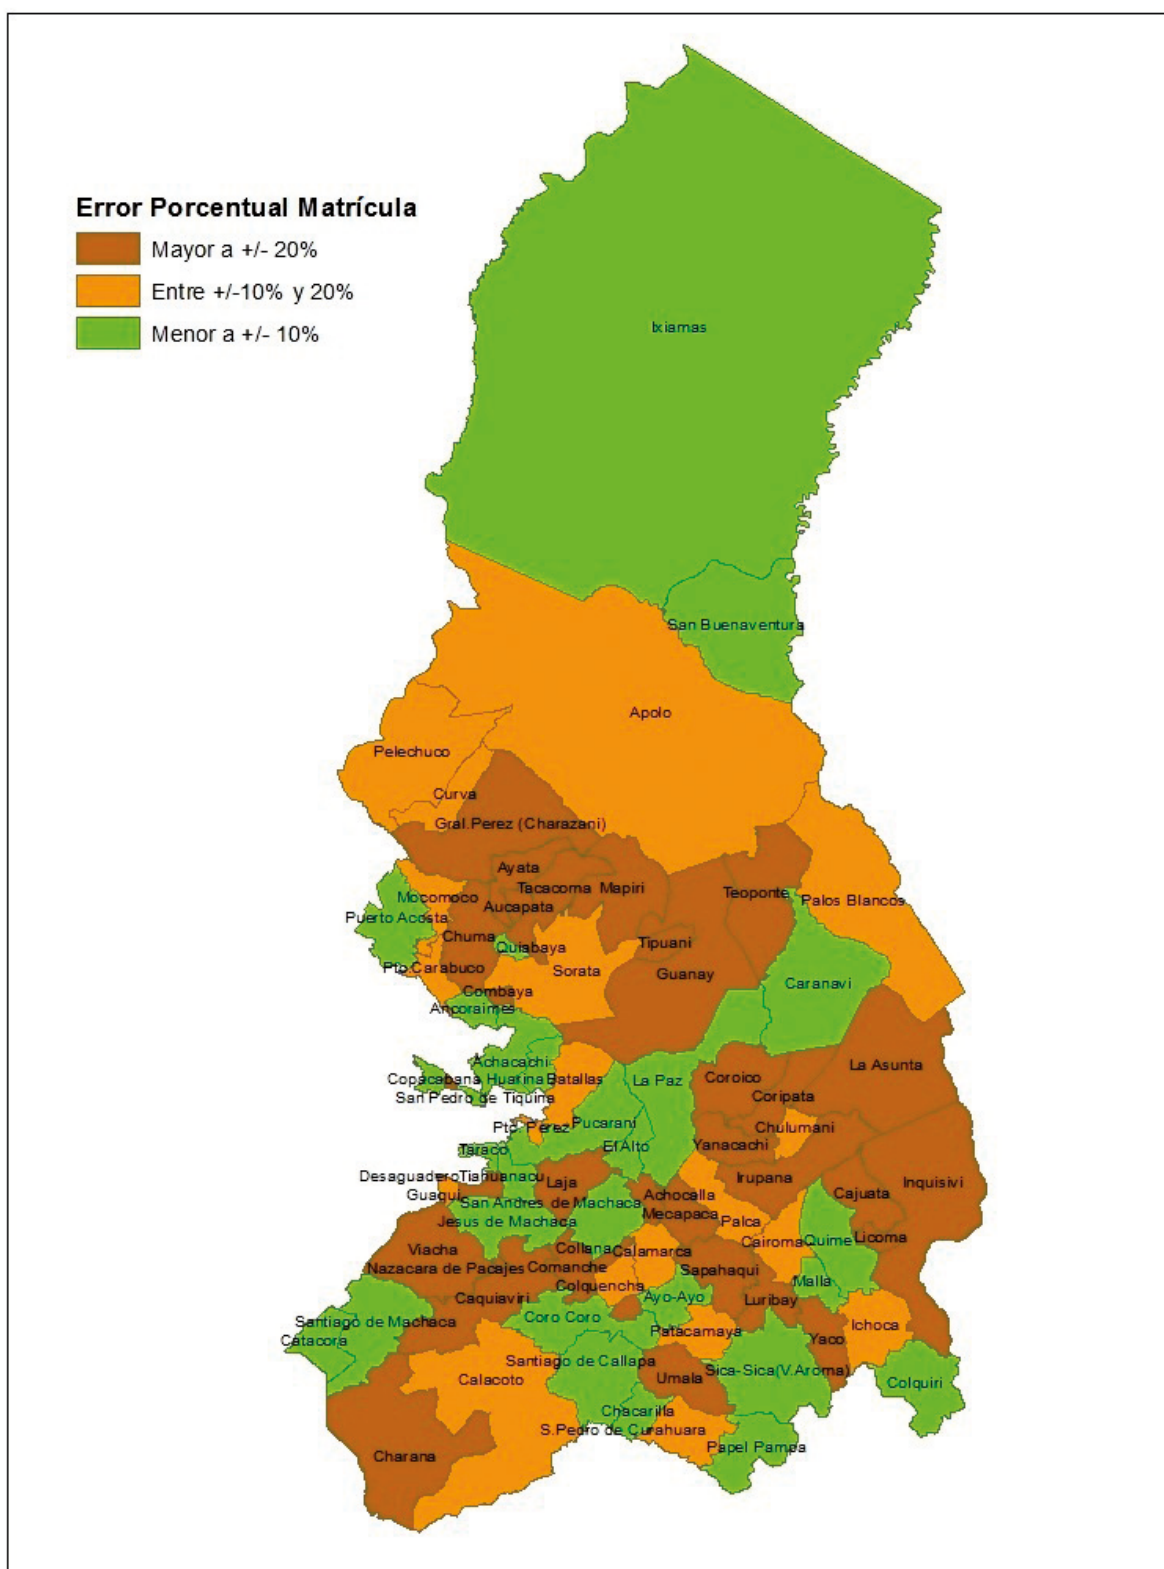 Error Porcentual Matrícula
Mayor a +/- 20%
Entre +/-10% y 20%
Menor a +/- 10%
Ixiamas
San Buenaventura
Apolo
Pelechuco
Curva
Gral.Perez (Charazani)
Ayata
Tacacoma
Mapiri
Teoponte
Mocomoco
Aucapata
Palos Blancos
Puerto Acosta
Chuma
Quiabaya
Tipuani
Pto.Carabuco
Sorata
Guanay
Caranavi
Combaya
Ancoraimes
Achacachi
La Asunta
Copacabana
Huarina
Batallas
La Paz
Coroico
San Pedro de Tiquina
Coripata
Pto. Perez
Pucarani
Chulumani
Taraco
El Alto
Yanacachi
Desaguadero
Tiahuanacu
Laja
Irupana
Inquisivi
Guaqui
San Andres de Machaca
Achocalla
Cajuata
Jesus de Machaca
Mecapaca
Palca
Viacha
Collana
Calamarca
Cairoma
Quime
Licoma
Nazacara de Pacajes
Comanche
Sapahaqui
Colquencha
Malla
Caquiaviri
Ayo-Ayo
Luribay
Santiago de Machaca
Coro Coro
Patacamaya
Ichoca
Catacora
Yaco
Santiago de Callapa
Sica-Sica(V.Aroma)
Calacoto
Umala
Colquiri
Chacarilla
S.Pedro de Curahuara
Charana
Papel Pampa